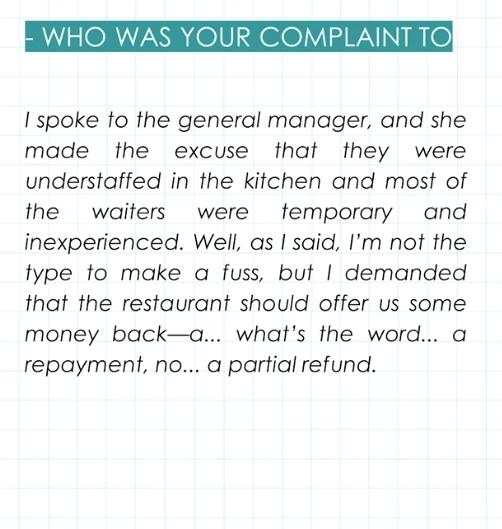 - WHO WAS YOUR COMPLAINT TO
I spoke to the general manager, and she
made the excuse that they were
understaffed in the kitchen and most of
the waiters were temporary and
inexperienced. Well, as I said, I'm not the
type to make a fuss, but I demanded
that the restaurant should offer us some
money back—a... what's the word... a
repayment, no... a partial refund.